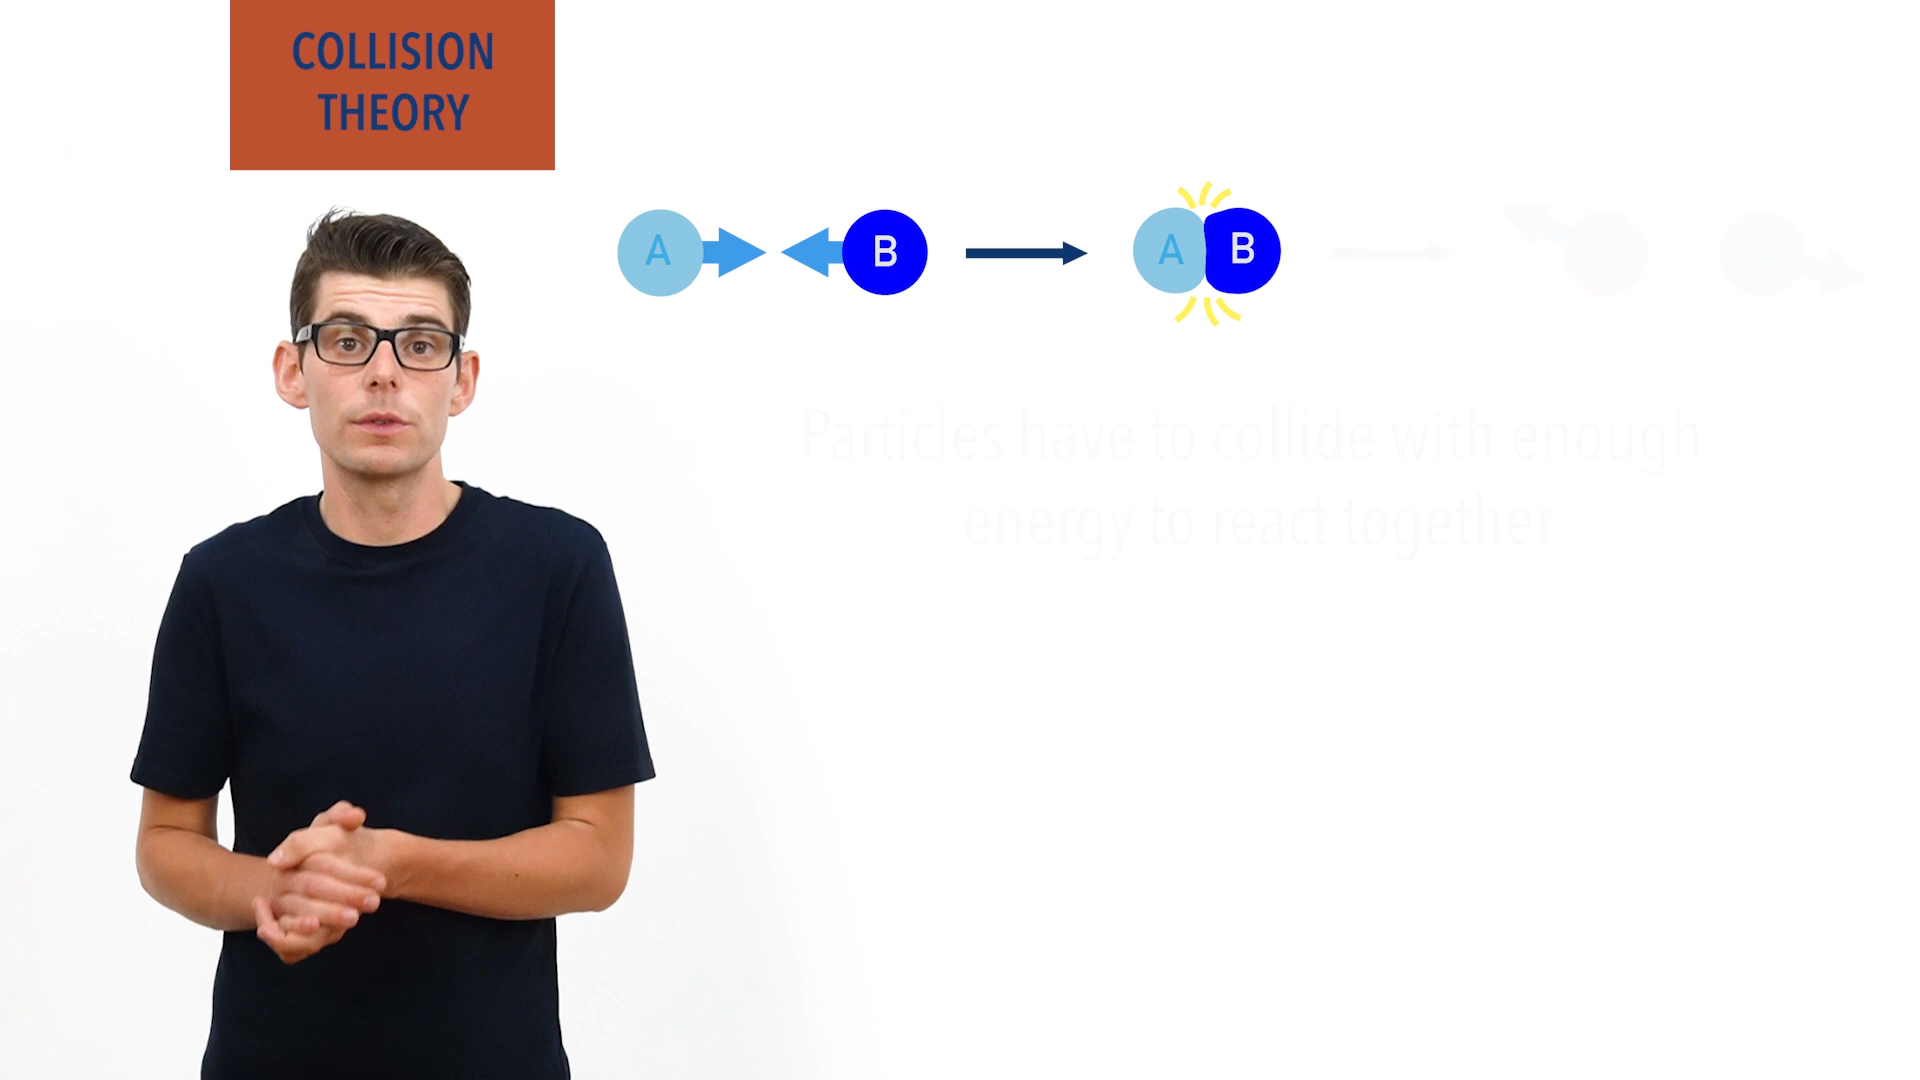 COLLISION
THEORY
A
B
A
B
Particles have to collide with enough
energy to react together